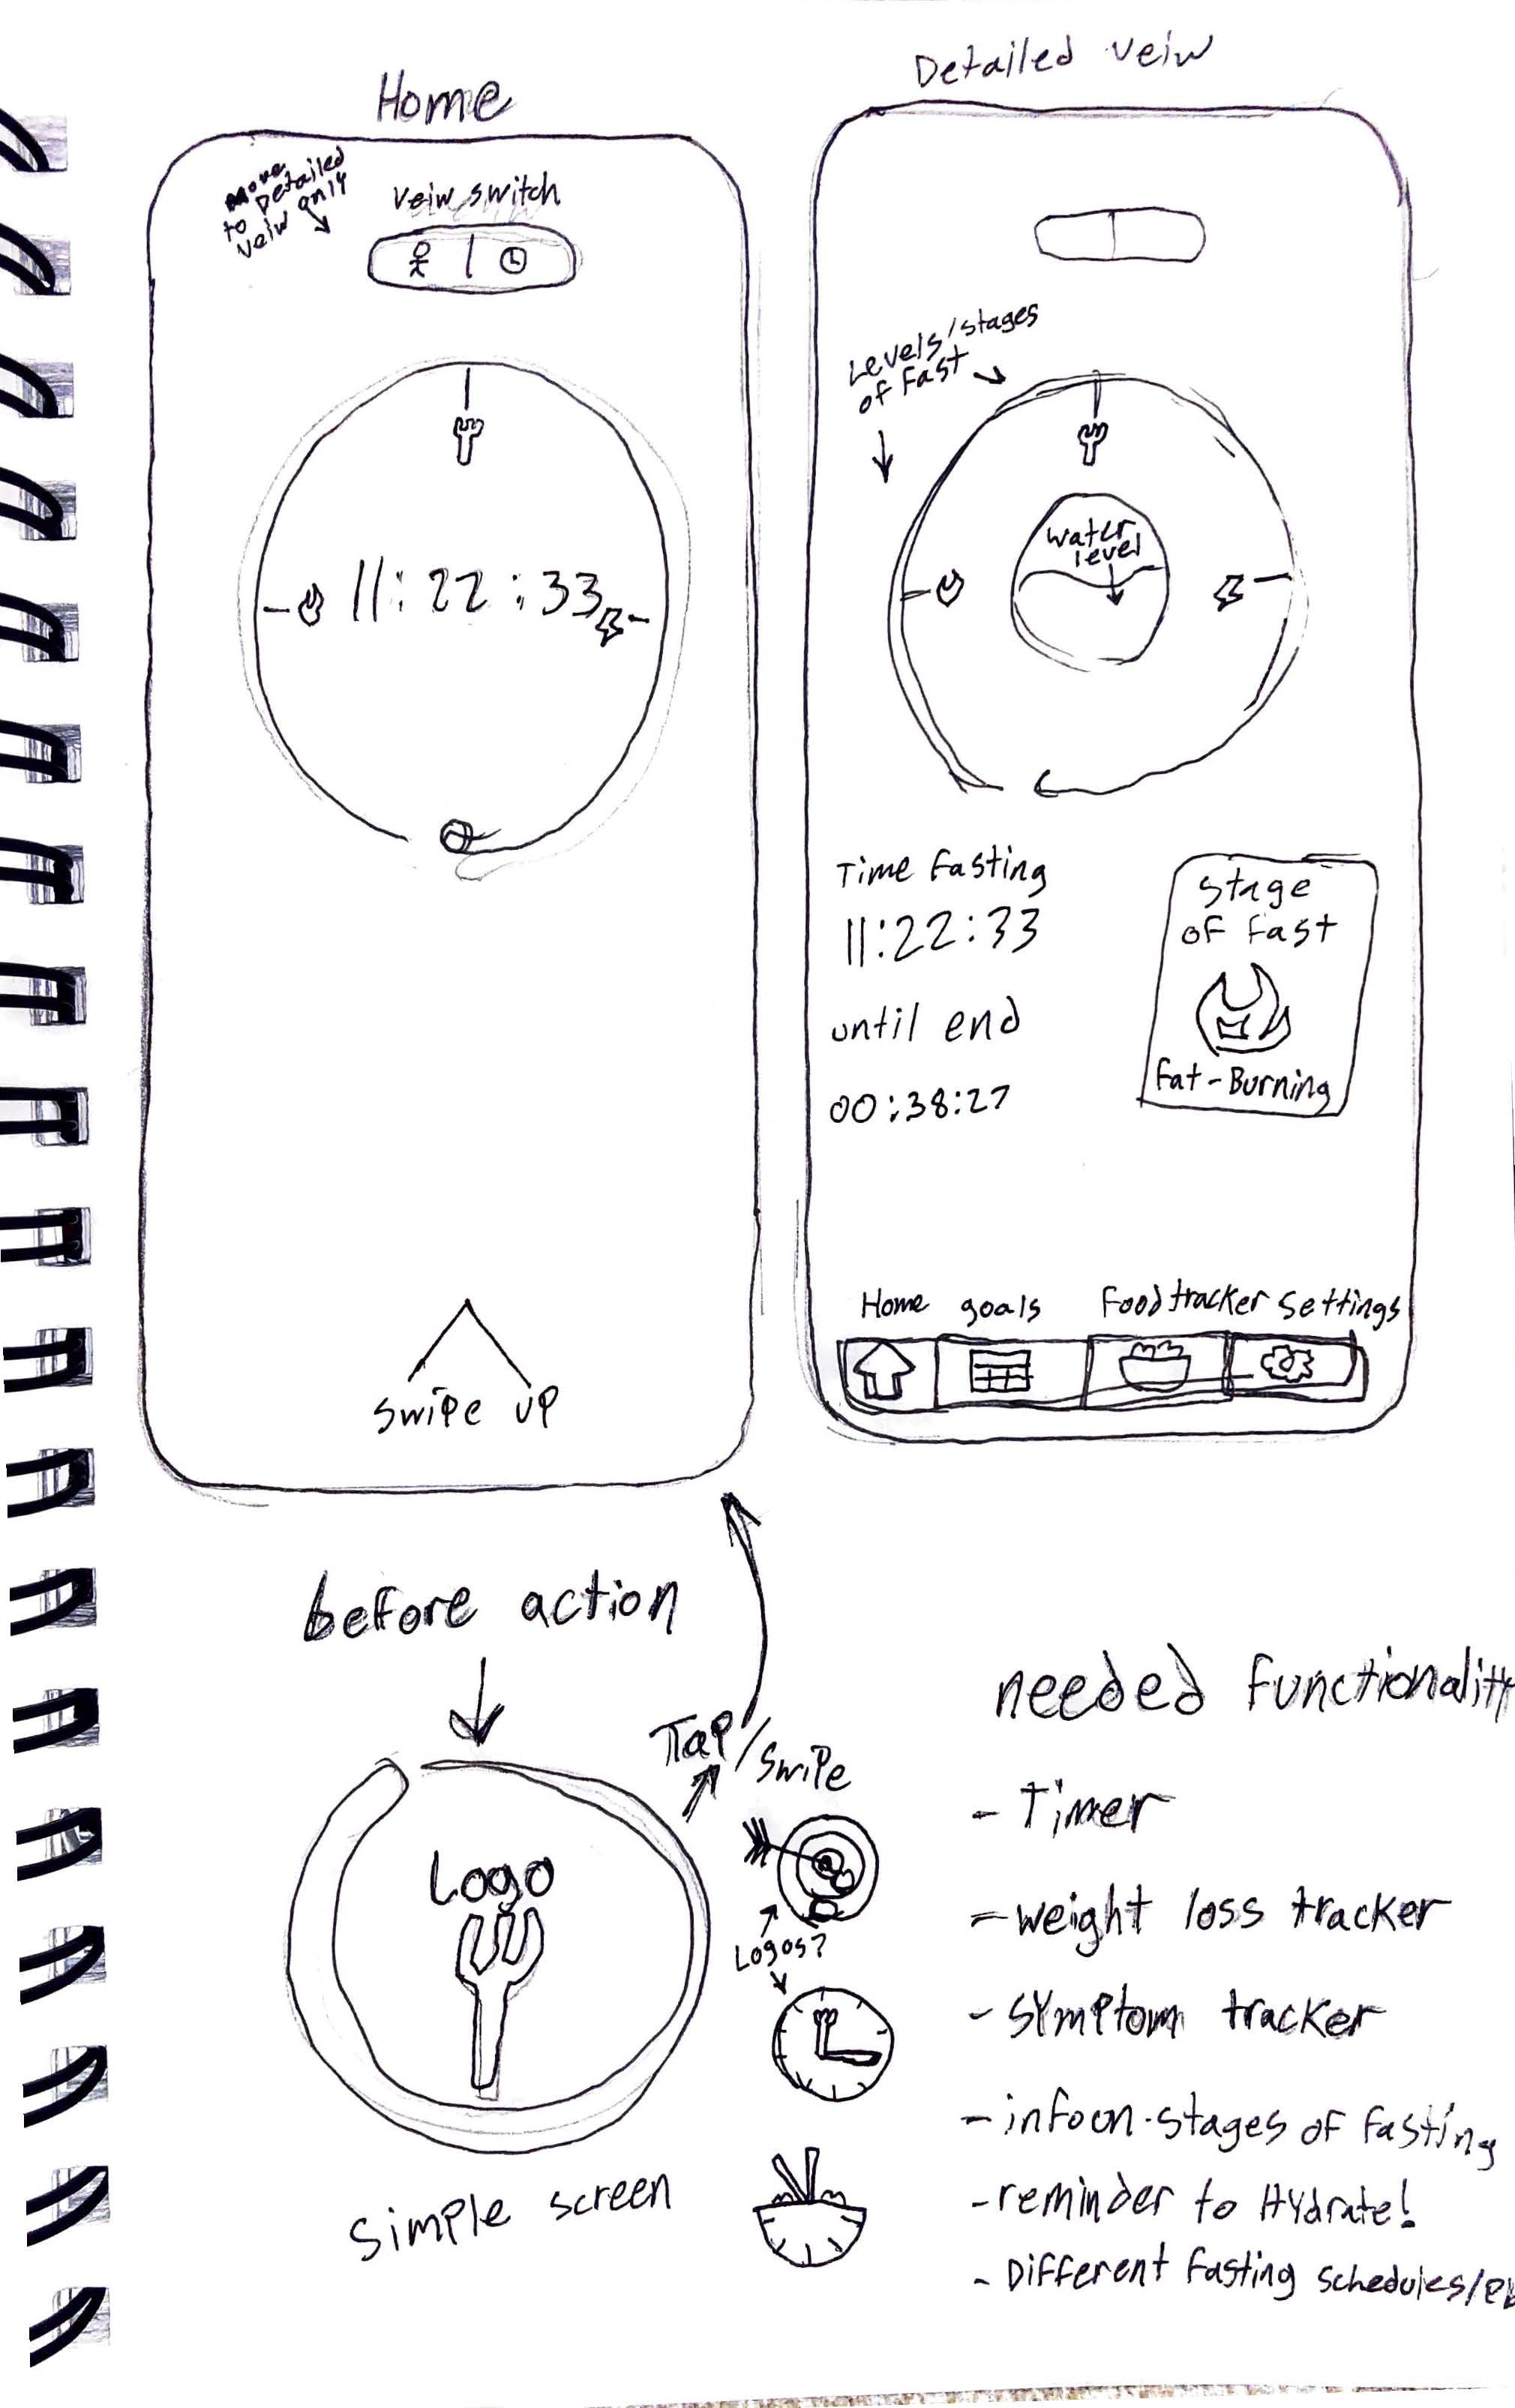 Home
more
to Detailed
veiw only
veiw switch
11:22:33
swipe up
Detailed veiw
Levels/stages
of Fast
water
level
Time Fasting
11:22:33
until end
00:38:27
stage
of Fast
Fat-Burning
Home goals Food tracker settings
before action
Tap/swipe
Logo
Logos?
simple screen
needed functionalit
- Timer
- weight loss tracker
- symptom tracker
- info on stages of fasting
- reminder to Hydrate!
- Different fasting schedules/